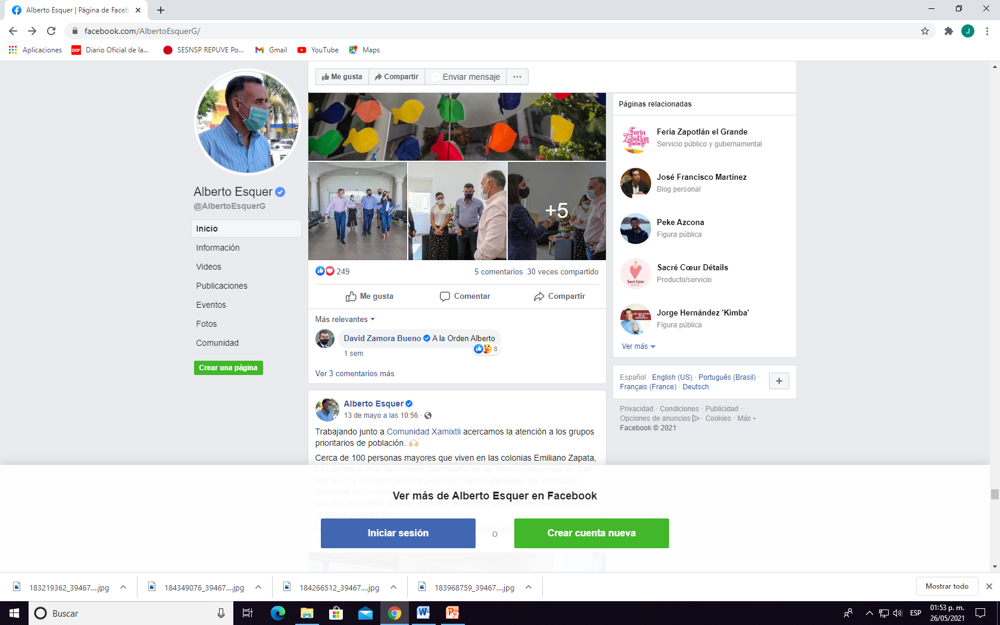 Alberto Esquer | Página de Faceb
facebook.com/AlbertoEsquerG/
J
Aplicaciones
DOF
Diario Oficial de la...
SESNSP REPUVE Po...
Gmail
YouTube
Maps
Me gusta
Compartir
Enviar mensaje
Alberto Esquer
@AlbertoEsquerG
Inicio
Información
Videos
Publicaciones
Eventos
Fotos
Comunidad
Crear una página
+5
249
5 comentarios 30 veces compartido
Me gusta
Comentar
Compartir
Más relevantes
David Zamora Bueno A la Orden Alberto
8
1 sem
Ver 3 comentarios más
Alberto Esquer
13 de mayo a las 10:56 ·
Trabajando junto a Comunidad Xamixtli acercamos la atención a los grupos
prioritarios de población.
Cerca de 100 personas mayores que viven en las colonias Emiliano Zapata,
La Ladrillera, Plan de Oriente, San Martín de las Flores, Haciendas de San
Martín y La Cofradía de #Tlaquepaque, fueron atendidas por el módulo
itinerante del Sistema
con la que pueden obtener distintos beneficios que incluyen descuentos en
servicios y productos.
Páginas relacionadas
Feria Zapotlán
Feria Zapotlán el Grande
Servicio público y gubernamental
José Francisco Martínez
Blog personal
Peke Azcona
Figura pública
Sacré Cœur
Sacré Cœur Détails
Producto/servicio
Jorge Hernández 'Kimba'
Figura pública
Ver más
Español · English (US) · Português (Brasil) ·
Français (France) · Deutsch
+
Privacidad · Condiciones · Publicidad ·
Opciones de anuncios · Cookies · Más
Facebook © 2021
Ver más de Alberto Esquer en Facebook
Iniciar sesión
o
Crear cuenta nueva
183219362_39467....jpg
184349076_39467....jpg
184266512_39467....jpg
183968759_39467....jpg
Mostrar todo
Buscar
ESP
01:53 p. m.
26/05/2021